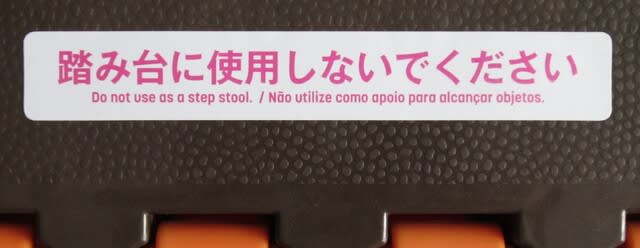 踏み台に使用しないでください
Do not use as a step stool. / Não utilize como apoio para alcançar objetos.